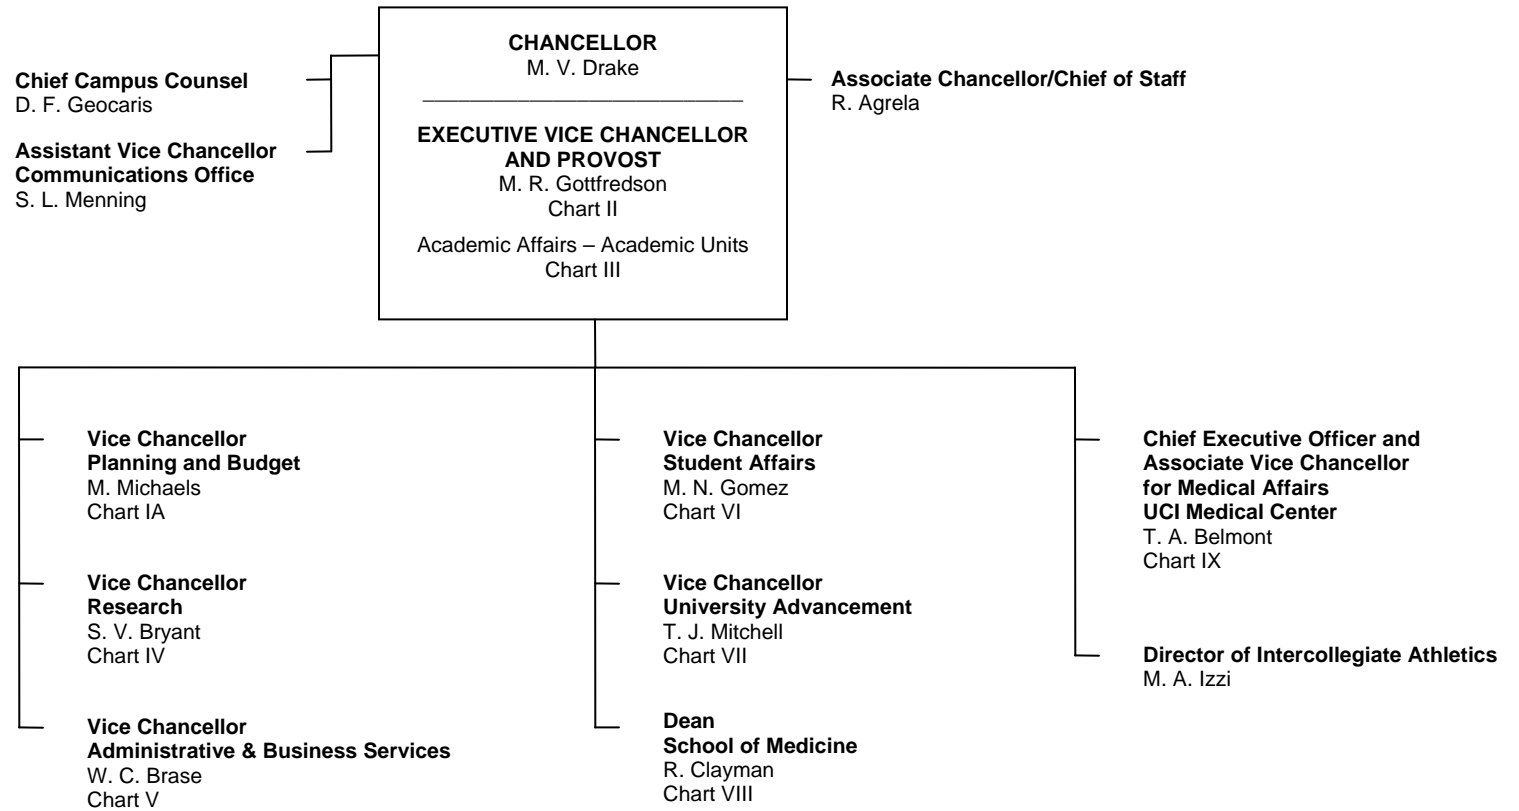 CHANCELLOR
M. V. Drake
EXECUTIVE VICE CHANCELLOR
AND PROVOST
M. R. Gottfredson
Chart II
Academic Affairs – Academic Units
Chart III
Chief Campus Counsel
D. F. Geocaris
Assistant Vice Chancellor
Communications Office
S. L. Menning
Associate Chancellor/Chief of Staff
R. Agrela
Vice Chancellor
Planning and Budget
M. Michaels
Chart IA
Vice Chancellor
Research
S. V. Bryant
Chart IV
Vice Chancellor
Administrative & Business Services
W. C. Brase
Chart V
Vice Chancellor
Student Affairs
M. N. Gomez
Chart VI
Vice Chancellor
University Advancement
T. J. Mitchell
Chart VII
Dean
School of Medicine
R. Clayman
Chart VIII
Chief Executive Officer and
Associate Vice Chancellor
for Medical Affairs
UCI Medical Center
T. A. Belmont
Chart IX
Director of Intercollegiate Athletics
M. A. Izzi